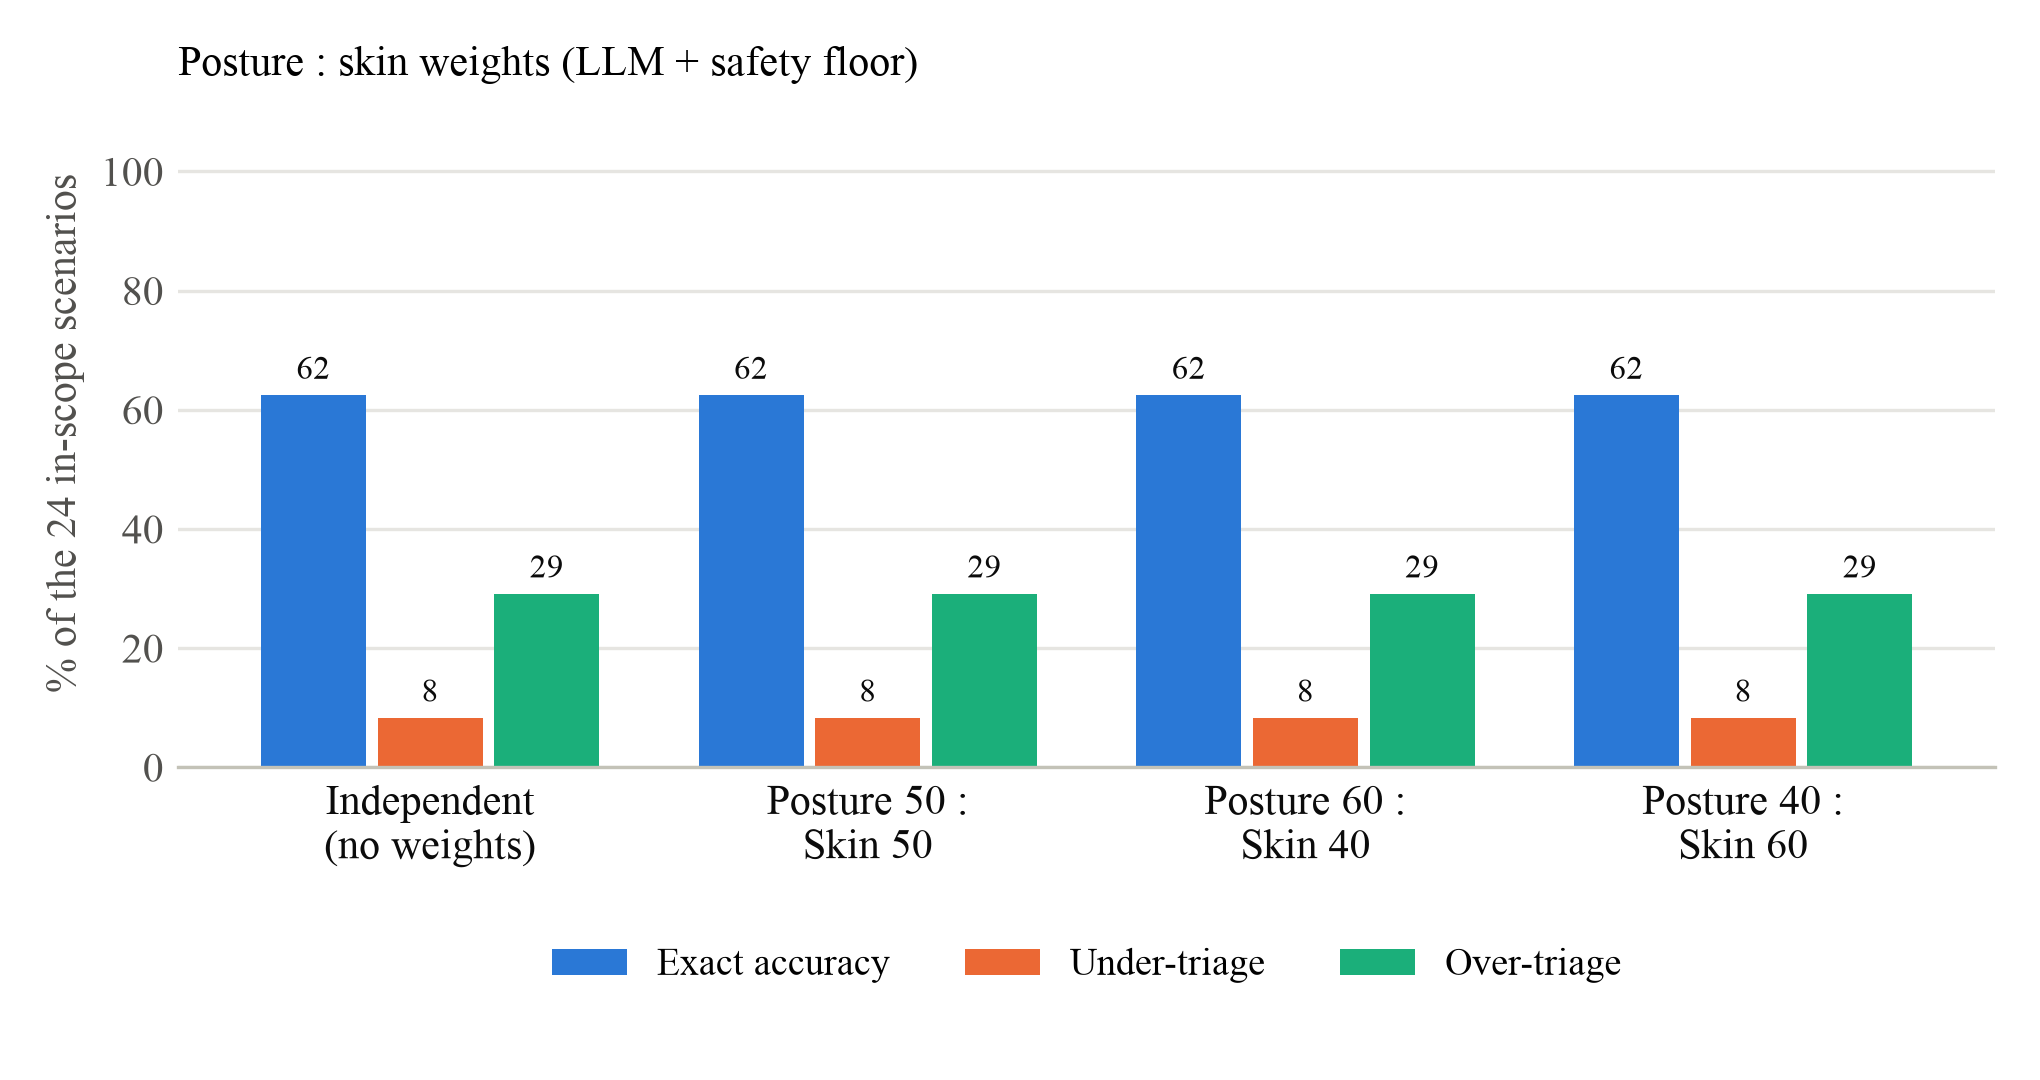 Posture : skin weights (LLM + safety floor)
% of the 24 in-scope scenarios
100
80
60
40
20
0
62
8
29
62
8
29
62
8
29
62
8
29
Independent
(no weights)
Posture 50 :
Skin 50
Posture 60 :
Skin 40
Posture 40 :
Skin 60
Exact accuracy
Under-triage
Over-triage